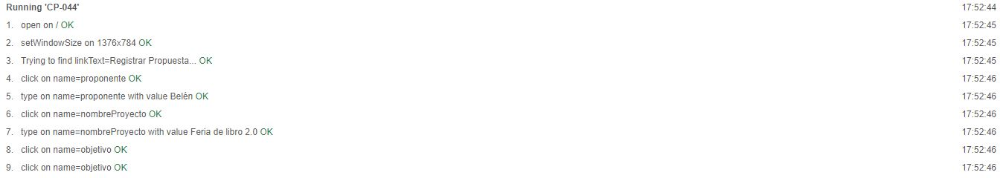 Running 'CP-044' 17:52:44
1. open on / OK 17:52:45
2. setWindowSize on 1376x784 OK 17:52:45
3. Trying to find linkText=Registrar Propuesta... OK 17:52:45
4. click on name=proponente OK 17:52:46
5. type on name=proponente with value Belén OK 17:52:46
6. click on name=nombreProyecto OK 17:52:46
7. type on name=nombreProyecto with value Feria de libro 2.0 OK 17:52:46
8. click on name=objetivo OK 17:52:46
9. click on name=objetivo OK 17:52:46